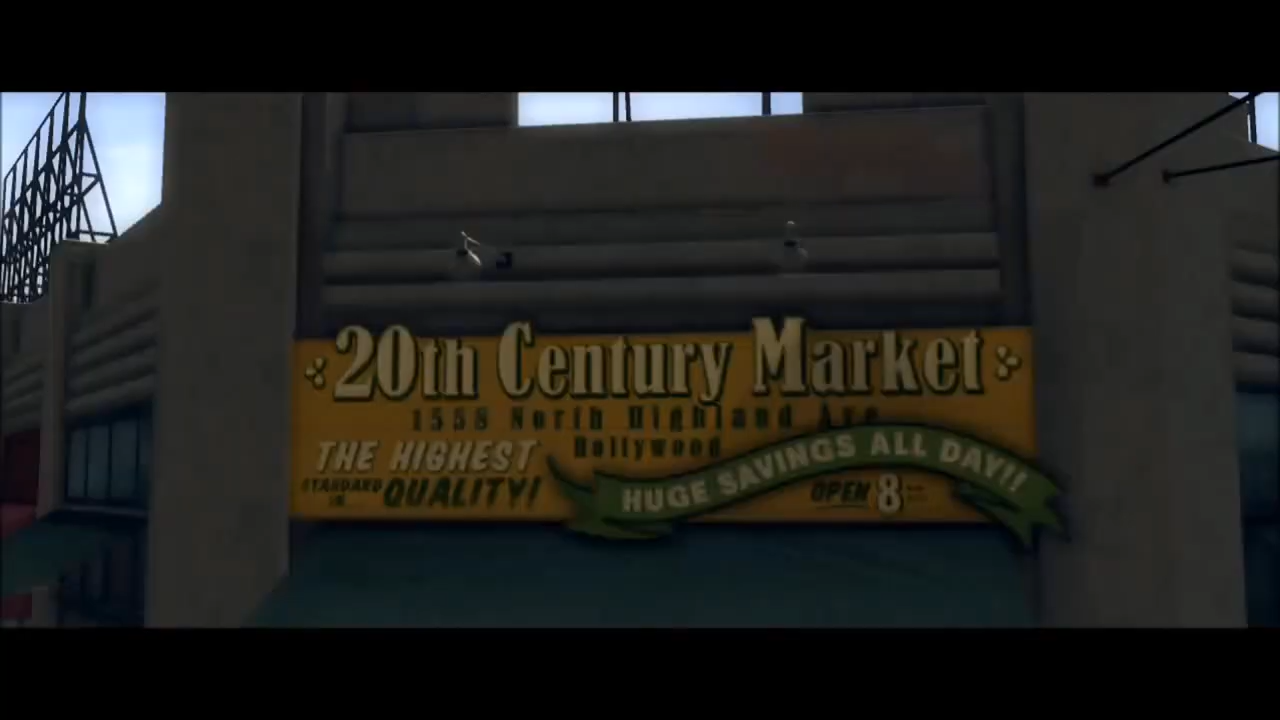 20th Century Market
1558 North Highland Ave
Hollywood
THE HIGHEST
STANDARD IN QUALITY!
HUGE SAVINGS ALL DAY!!
OPEN 8